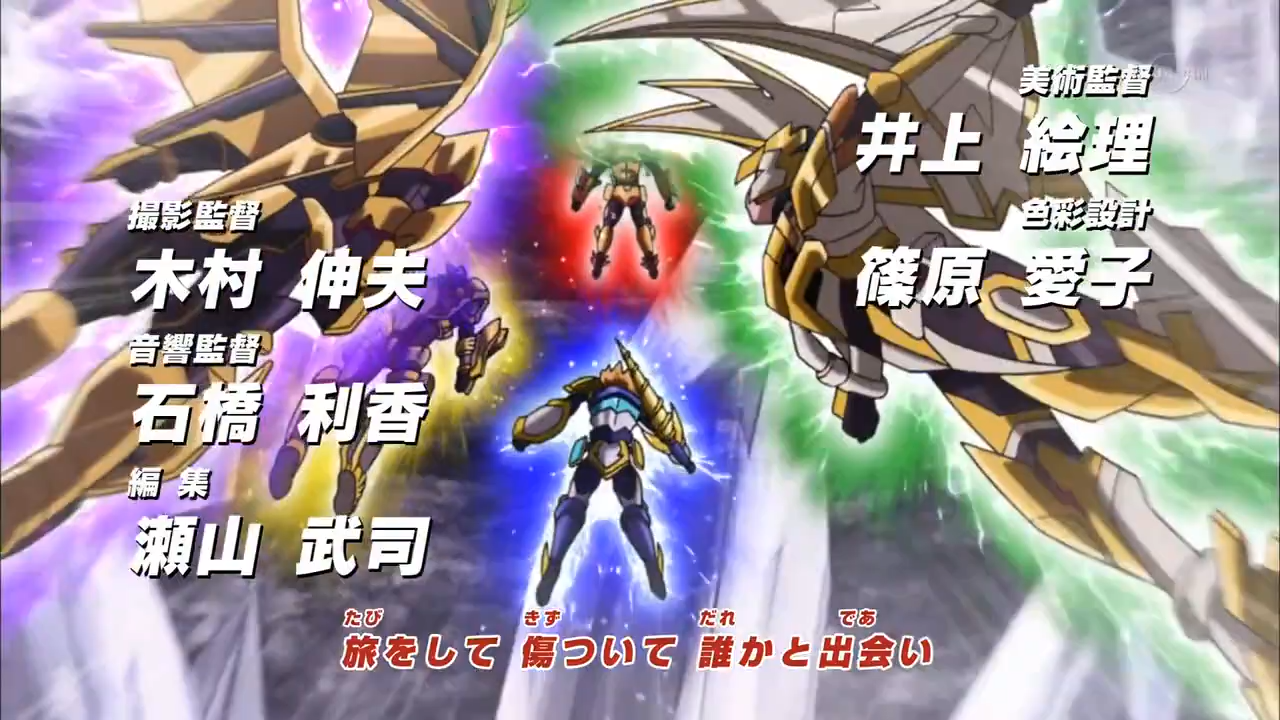 美術監督
井上 絵理
色彩設計
篠原 愛子
撮影監督
木村 伸夫
音響監督
石橋 利香
編 集
瀬山 武司
たび きず だれ であ
旅をして 傷ついて 誰かと出会い